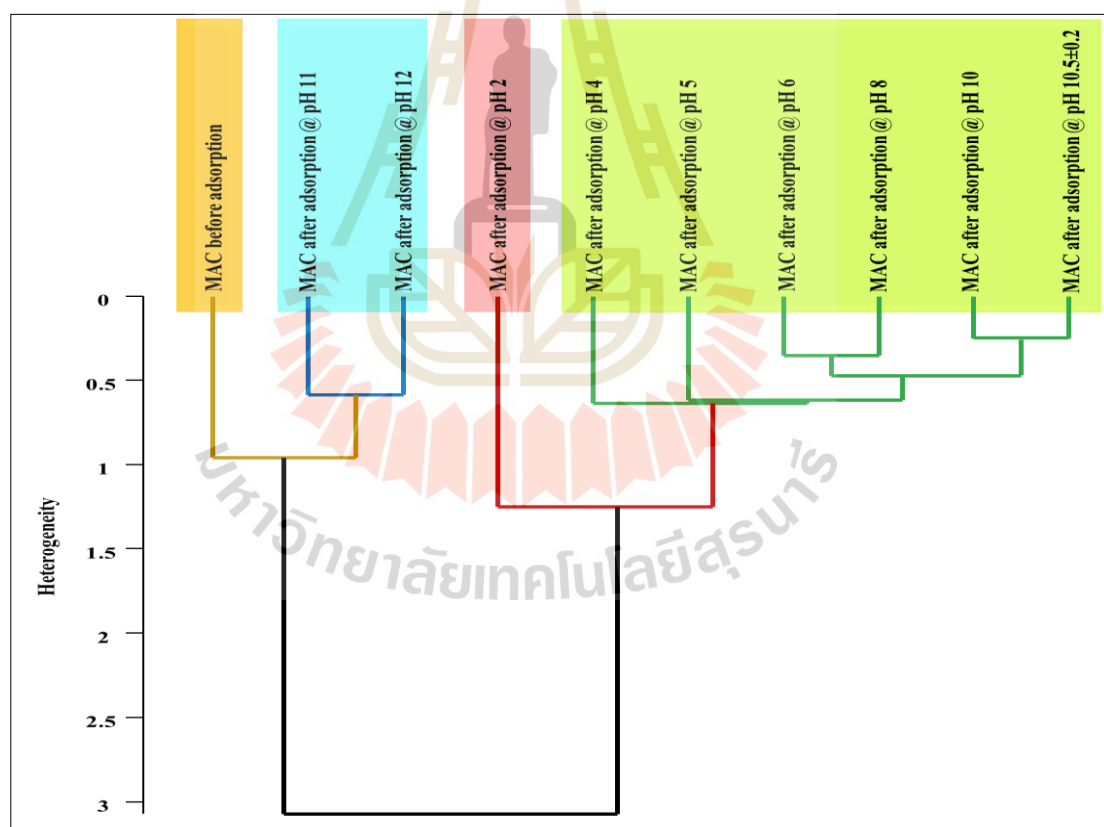 MAC before adsorption
MAC after adsorption @ pH 11
MAC after adsorption @ pH 12
MAC after adsorption @ pH 2
MAC after adsorption @ pH 4
MAC after adsorption @ pH 5
MAC after adsorption @ pH 6
MAC after adsorption @ pH 8
MAC after adsorption @ pH 10
MAC after adsorption @ pH 10.5±0.2
0
0.5
1
1.5
2
2.5
3
Heterogeneity
มหาวิทยาลัยเทคโนโลยีสุรนารี